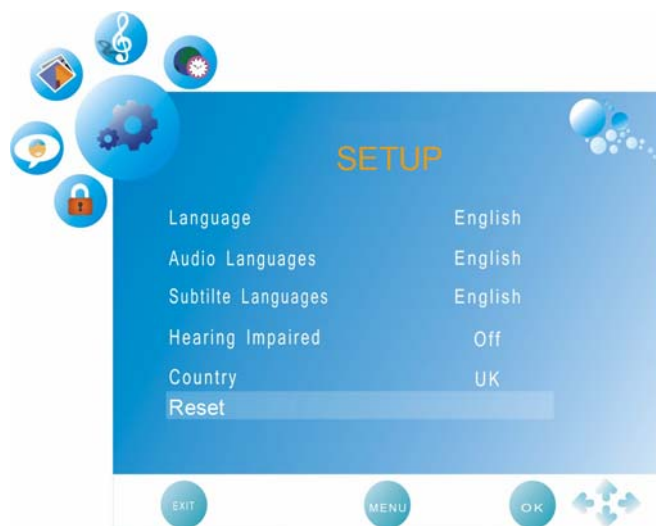 SETUP
Language English
Audio Languages English
Subtilte Languages English
Hearing Impaired Off
Country UK
Reset
EXIT MENU OK